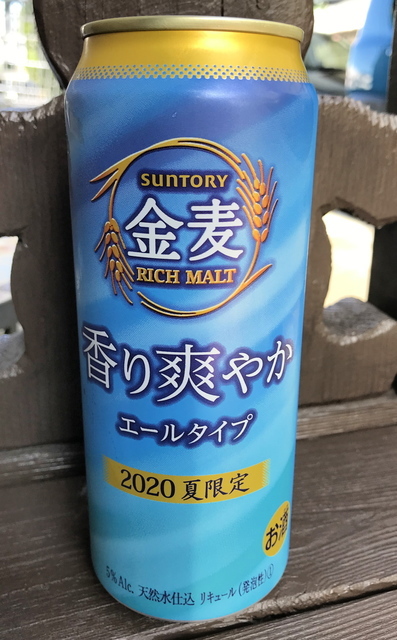 SUNTORY
金麦
RICH MALT
香り爽やか
エールタイプ
2020 夏限定
お酒
5% Alc. 天然水仕込 リキュール(発泡性)①